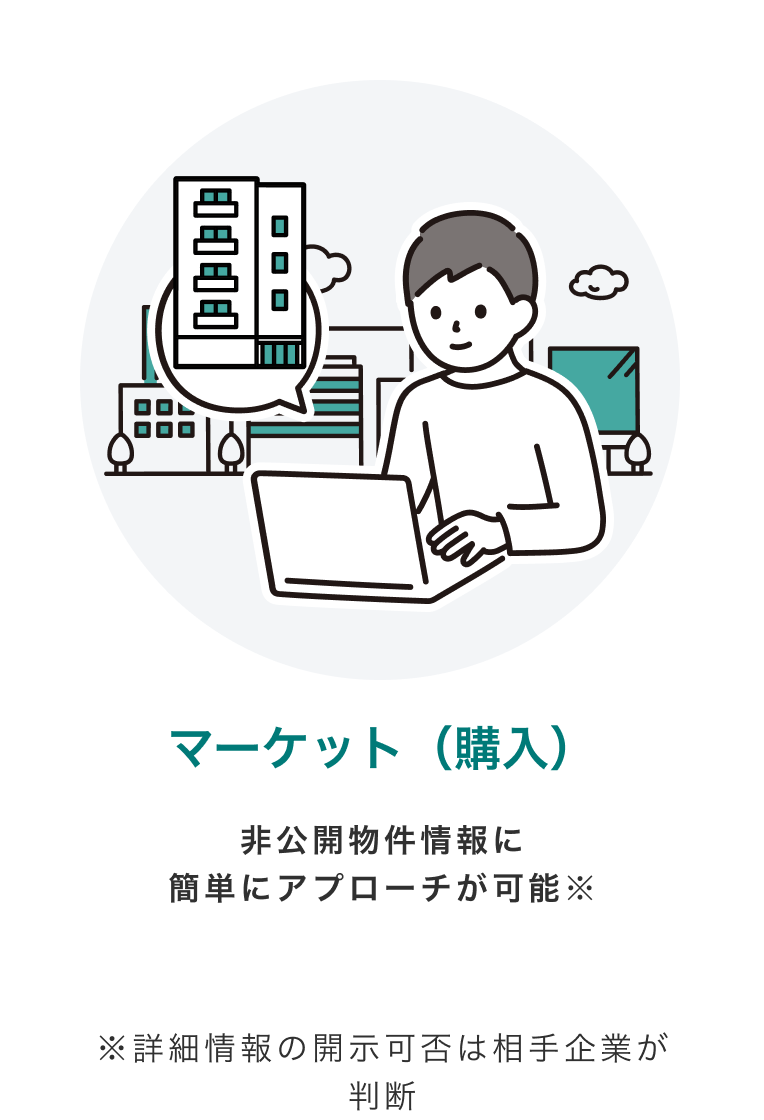 マーケット（購入）
非公開物件情報に
簡単にアプローチが可能※
※詳細情報の開示可否は相手企業が
判断